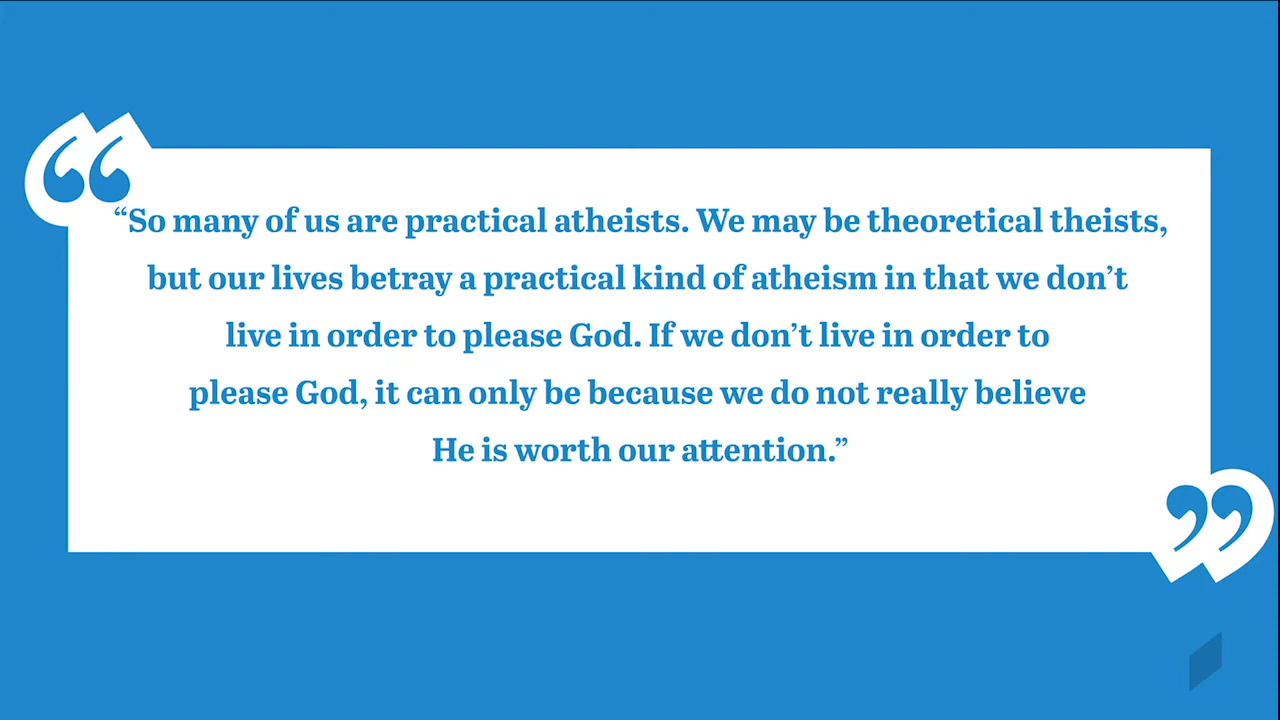 “So many of us are practical atheists. We may be theoretical theists,
but our lives betray a practical kind of atheism in that we don’t
live in order to please God. If we don’t live in order to
please God, it can only be because we do not really believe
He is worth our attention.”